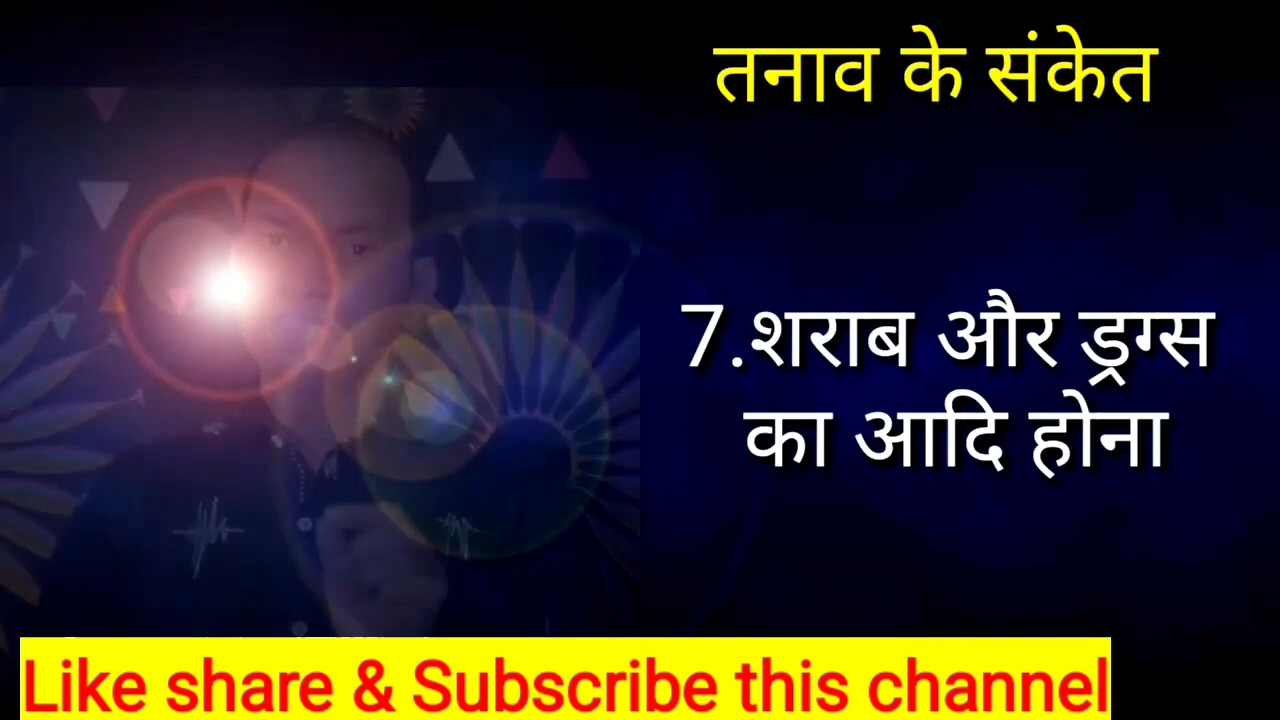 तनाव के संकेत
7.शराब और ड्रग्स
का आदि होना
Like share & Subscribe this channel